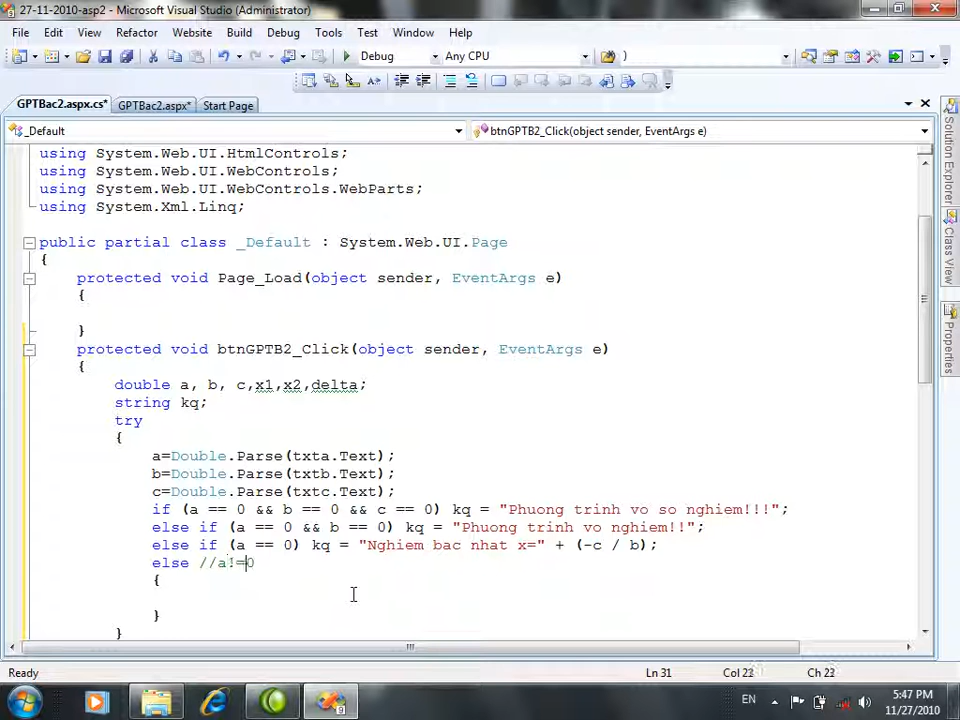 27-11-2010-asp2 - Microsoft Visual Studio (Administrator)
File Edit View Refactor Website Build Debug Tools Test Window Help
Debug Any CPU )
GPTBac2.aspx.cs* GPTBac2.aspx* Start Page
_Default btnGPTB2_Click(object sender, EventArgs e)
using System.Web.UI.HtmlControls;
using System.Web.UI.WebControls;
using System.Web.UI.WebControls.WebParts;
using System.Xml.Linq;
public partial class _Default : System.Web.UI.Page
{
protected void Page_Load(object sender, EventArgs e)
{
}
protected void btnGPTB2_Click(object sender, EventArgs e)
{
double a, b, c,x1,x2,delta;
string kq;
try
{
a=Double.Parse(txta.Text);
b=Double.Parse(txtb.Text);
c=Double.Parse(txtc.Text);
if (a == 0 && b == 0 && c == 0) kq = "Phuong trinh vo so nghiem!!!";
else if (a == 0 && b == 0) kq = "Phuong trinh vo nghiem!!";
else if (a == 0) kq = "Nghiem bac nhat x=" + (-c / b);
else //a!=0
{
}
}
Solution Explorer
Class View
Properties
Ready Ln 31 Col 22 Ch 22
EN 5:47 PM
11/27/2010